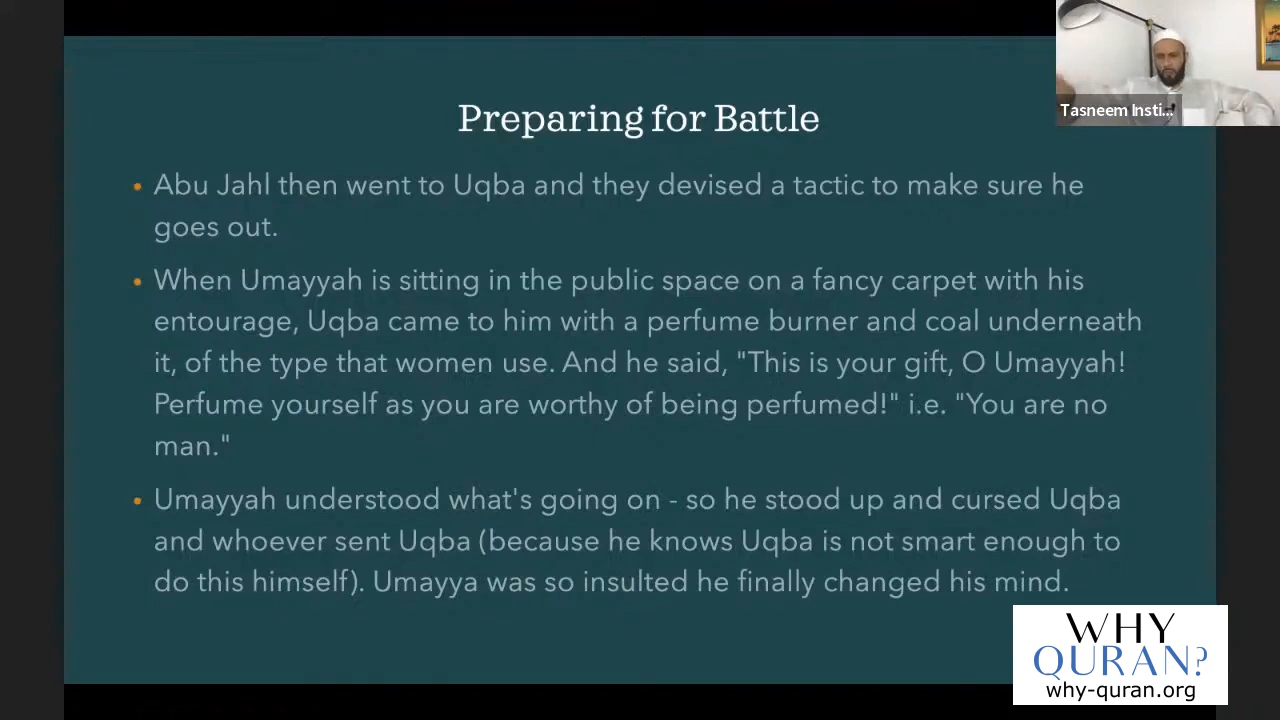 Preparing for Battle
Tasneem Insti...
• Abu Jahl then went to Uqba and they devised a tactic to make sure he
goes out.
• When Umayyah is sitting in the public space on a fancy carpet with his
entourage, Uqba came to him with a perfume burner and coal underneath
it, of the type that women use. And he said, "This is your gift, O Umayyah!
Perfume yourself as you are worthy of being perfumed!" i.e. "You are no
man."
• Umayyah understood what's going on - so he stood up and cursed Uqba
and whoever sent Uqba (because he knows Uqba is not smart enough to
do this himself). Umayya was so insulted he finally changed his mind.
WHY
QURAN?
why-quran.org